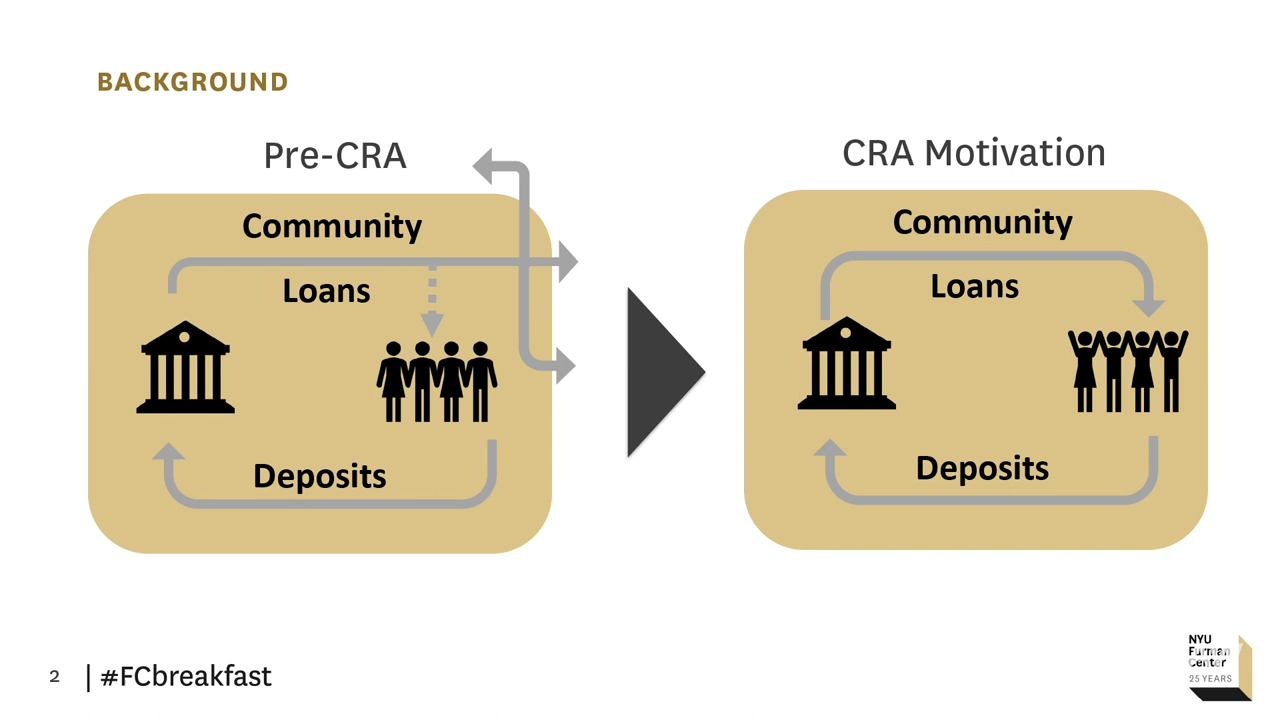 BACKGROUND
Pre-CRA
Community
Loans
Deposits
CRA Motivation
Community
Loans
Deposits
2 | #FCbreakfast
NYU
Furman
Center
25 YEARS